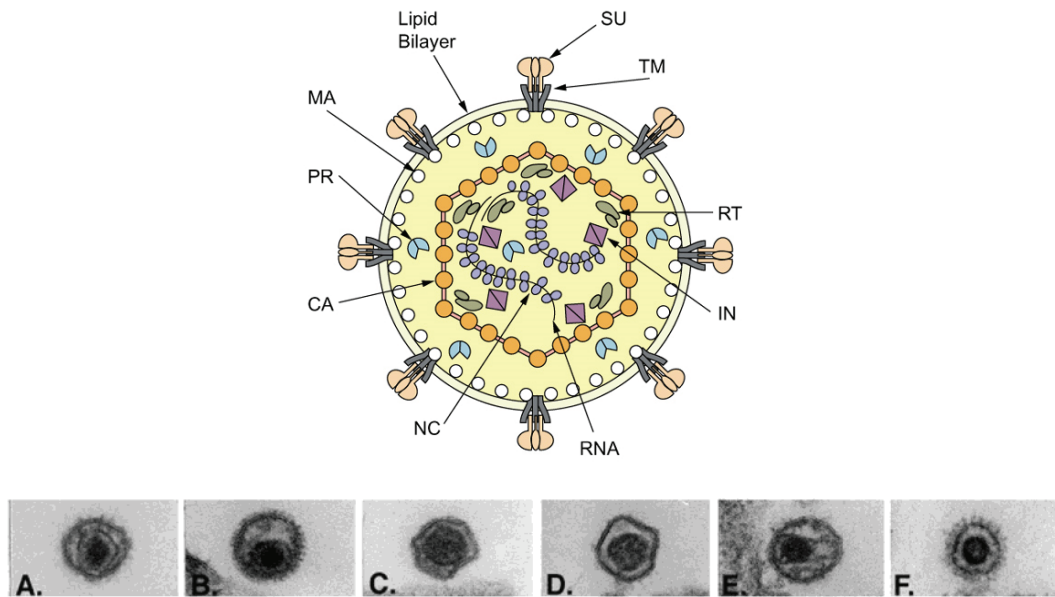 Lipid
Bilayer
SU
TM
MA
PR
RT
CA
IN
NC
RNA
A.
B.
C.
D.
E.
F.